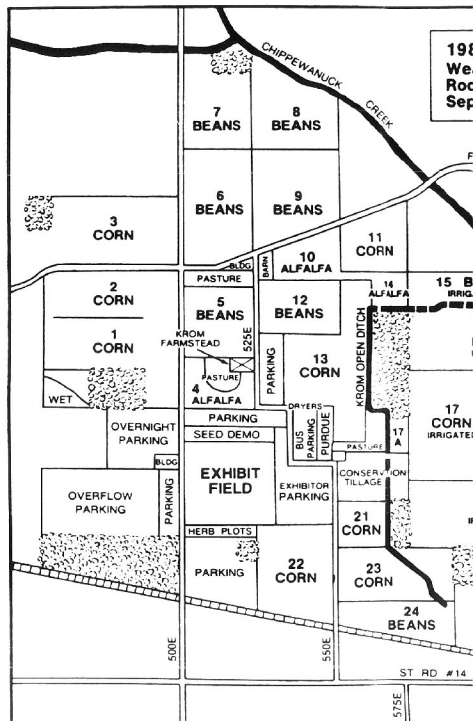 CHIPPEWANUCK
CREEK
198
Wea
Roc
Sep
7
BEANS
8
BEANS
F
6
BEANS
9
BEANS
3
CORN
11
CORN
10
ALFALFA
BLDG
BARN
PASTURE
2
CORN
5
BEANS
12
BEANS
14
ALFALFA
15 B
IRRIG
1
CORN
KROM
FARMSTEAD
525E
PARKING
13
CORN
KROM OPEN DITCH
PASTURE
4
ALFALFA
WET
17
CORN
IRRIGATED
DRYERS
PARKING
OVERNIGHT
PARKING
SEED DEMO
BUS
PARKING
PURDUE
17
A
PASTURE
BLDG
EXHIBIT
FIELD
CONSERVTION
TILLAGE
OVERFLOW
PARKING
PARKING
EXHIBITOR
PARKING
21
CORN
HERB PLOTS
PARKING
22
CORN
23
CORN
24
BEANS
500E
550E
ST RD #14
575E